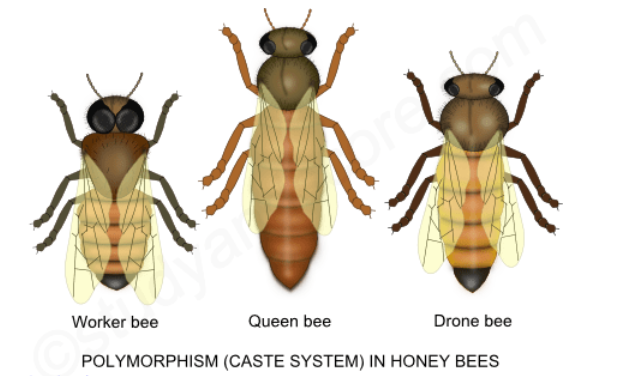 Worker bee
Queen bee
Drone bee
POLYMORPHISM (CASTE SYSTEM) IN HONEY BEES